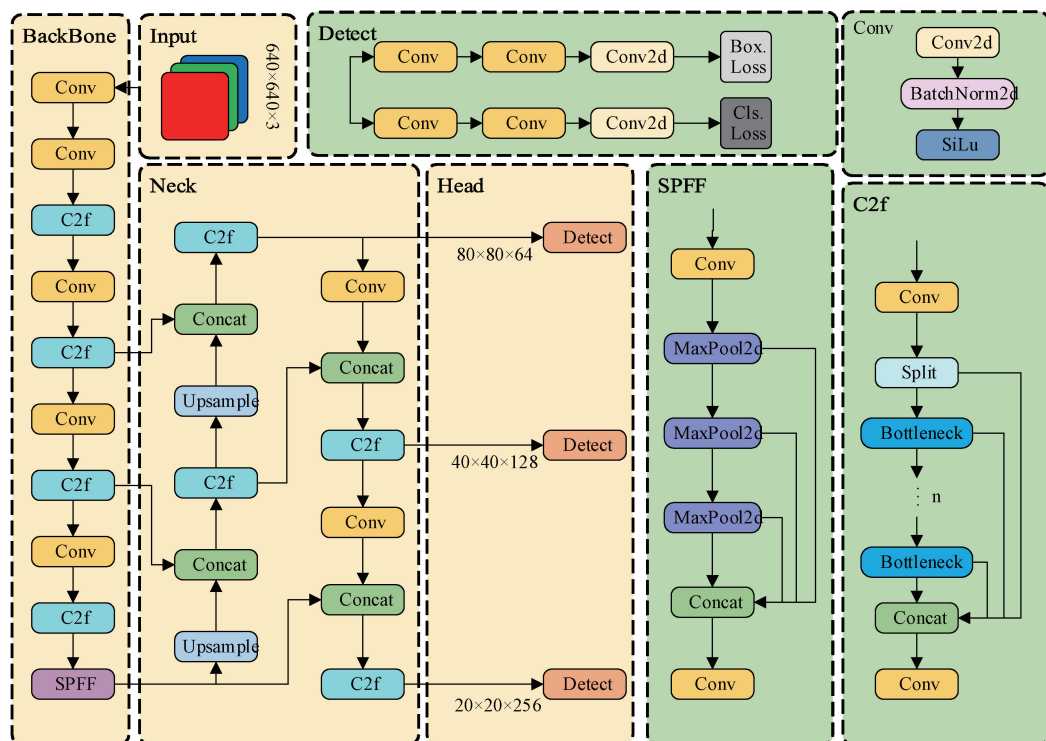 BackBone
Conv
Conv
C2f
Conv
C2f
Conv
C2f
Conv
C2f
SPFF
Input
640×640×3
Detect
Conv
Conv
Conv2d
Box.
Loss
Conv
Conv
Conv2d
Cls.
Loss
Conv
Conv2d
BatchNorm2d
SiLu
Neck
C2f
Concat
Upsample
C2f
Concat
Upsample
Conv
Concat
C2f
Conv
Concat
C2f
Head
80×80×64
Detect
40×40×128
Detect
20×20×256
Detect
SPFF
Conv
MaxPool2d
MaxPool2d
MaxPool2d
Concat
Conv
C2f
Conv
Split
Bottleneck
n
Bottleneck
Concat
Conv